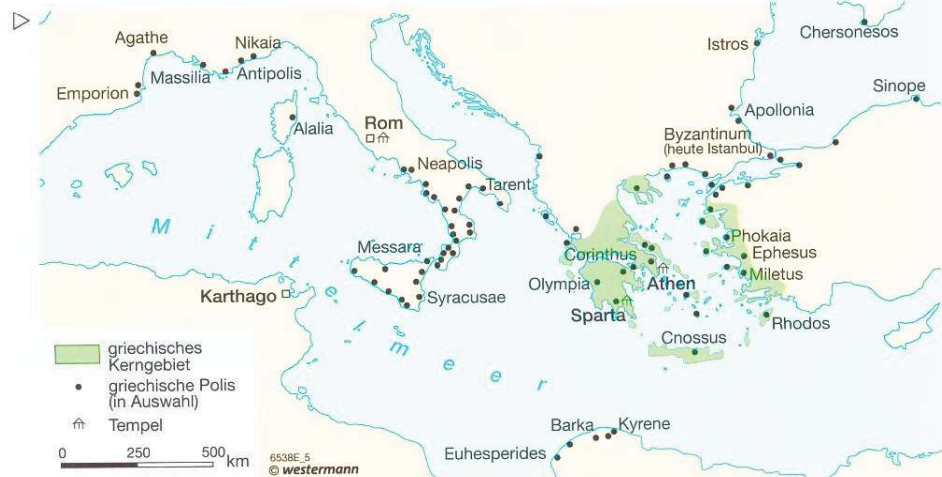 Agathe
Nikaia
Massilia
Antipolis
Emporion
Alalia
Rom
Neapolis
Tarent
Messara
Syracusae
Karthago
Mittelmeer
Istros
Chersonesos
Sinope
Apollonia
Byzantinum
(heute Istanbul)
Phokaia
Ephesus
Miletus
Corinthus
Olympia
Athen
Sparta
Rhodos
Cnossus
Barka
Kyrene
Euhesperides
griechisches
Kerngebiet
griechische Polis
(in Auswahl)
Tempel
0 250 500 km
6538E_5
© westermann